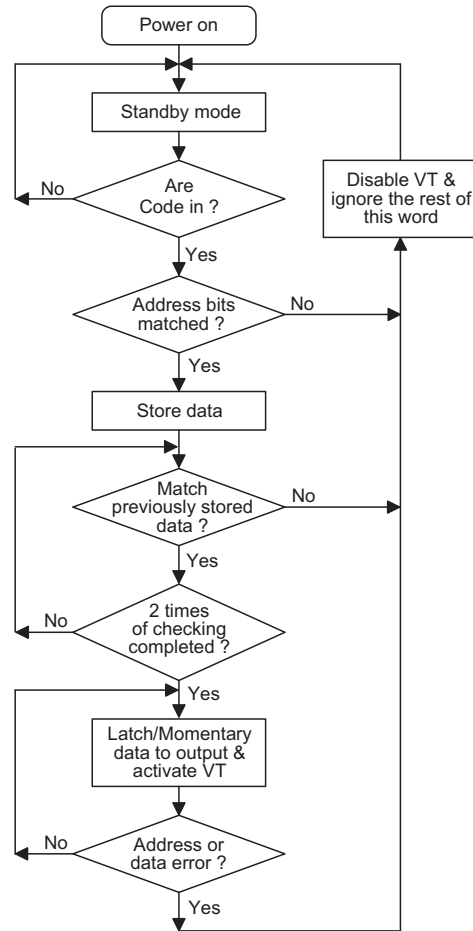 Power on
Standby mode
No
Are
Code in ?
Disable VT &
ignore the rest of
this word
Yes
Address bits
matched ?
No
Yes
Store data
Match
previously stored
data ?
No
Yes
No
2 times
of checking
completed ?
Yes
Latch/Momentary
data to output &
activate VT
No
Address or
data error ?
Yes